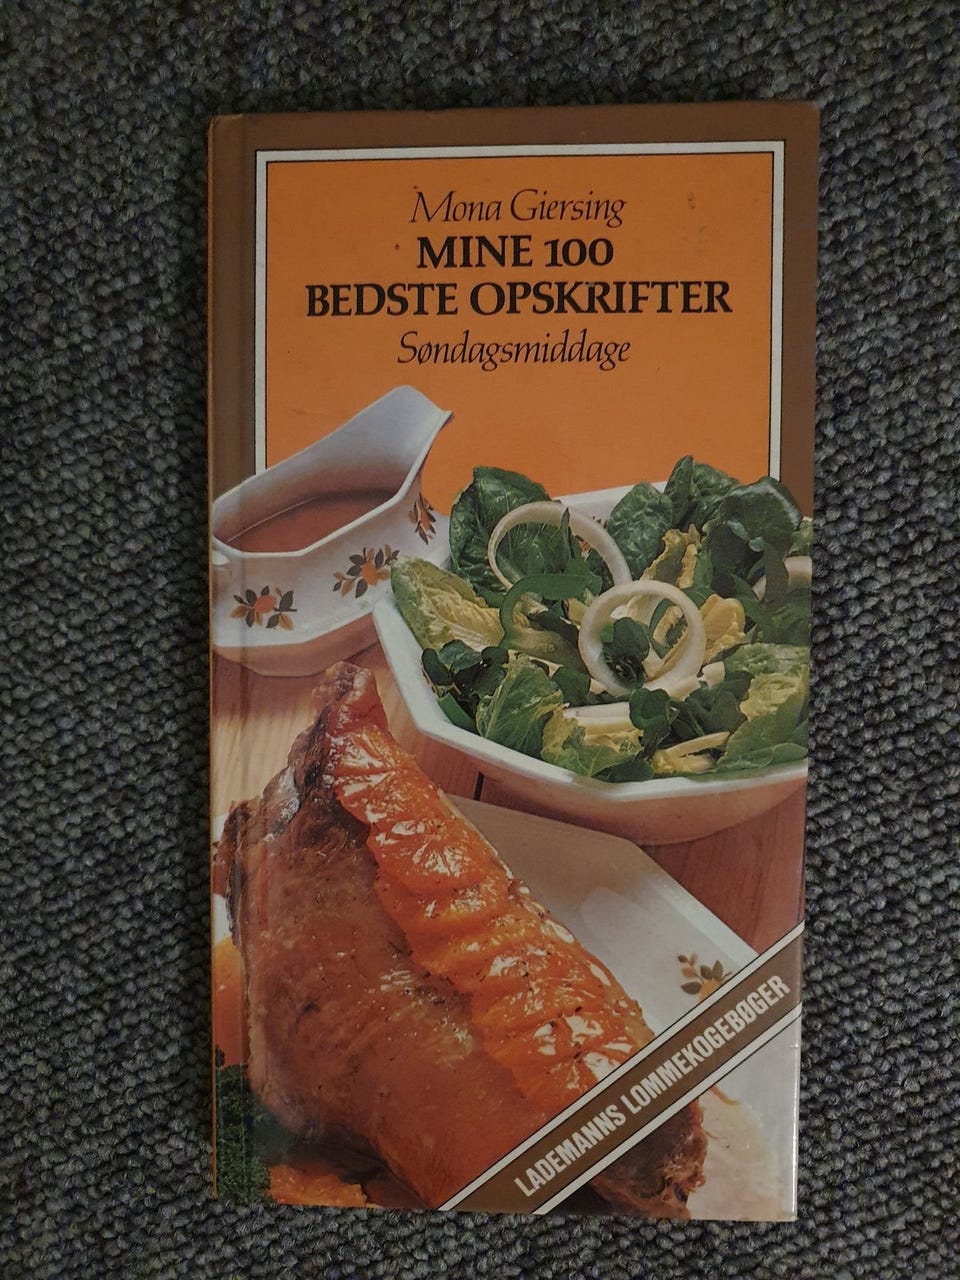 Mona Giersing
MINE 100
BEDSTE OPSKRIFTER
Søndagsmiddage
LADEMANNS LOMMEKOGEBØGER